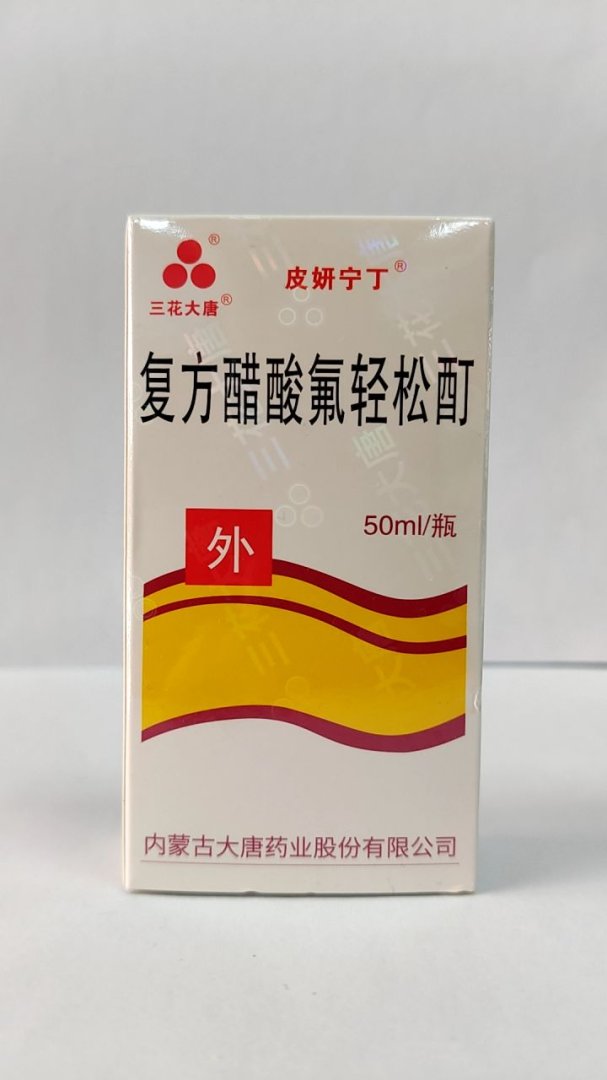 三花大唐®
皮妍宁丁®
复方醋酸氟轻松酊
50ml/瓶
外
内蒙古大唐药业股份有限公司